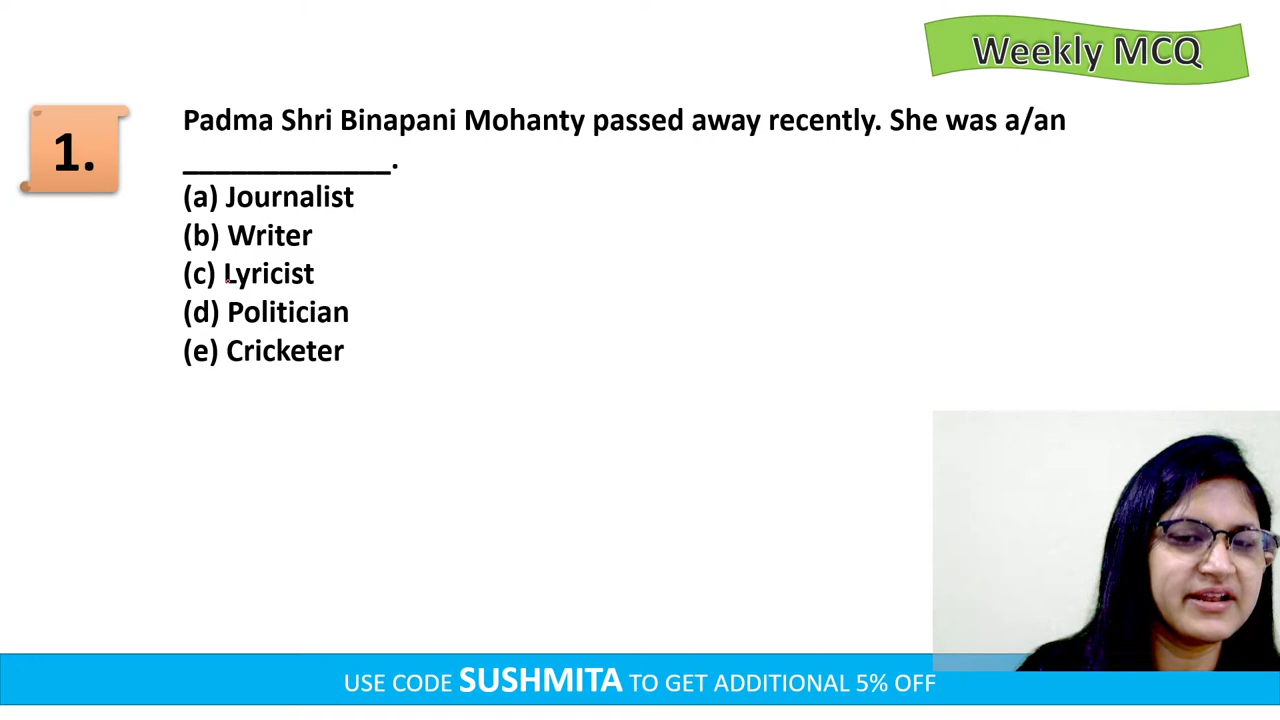 Weekly MCQ
1.
Padma Shri Binapani Mohanty passed away recently. She was a/an
_____________.
(a) Journalist
(b) Writer
(c) Lyricist
(d) Politician
(e) Cricketer
USE CODE SUSHMITA TO GET ADDITIONAL 5% OFF